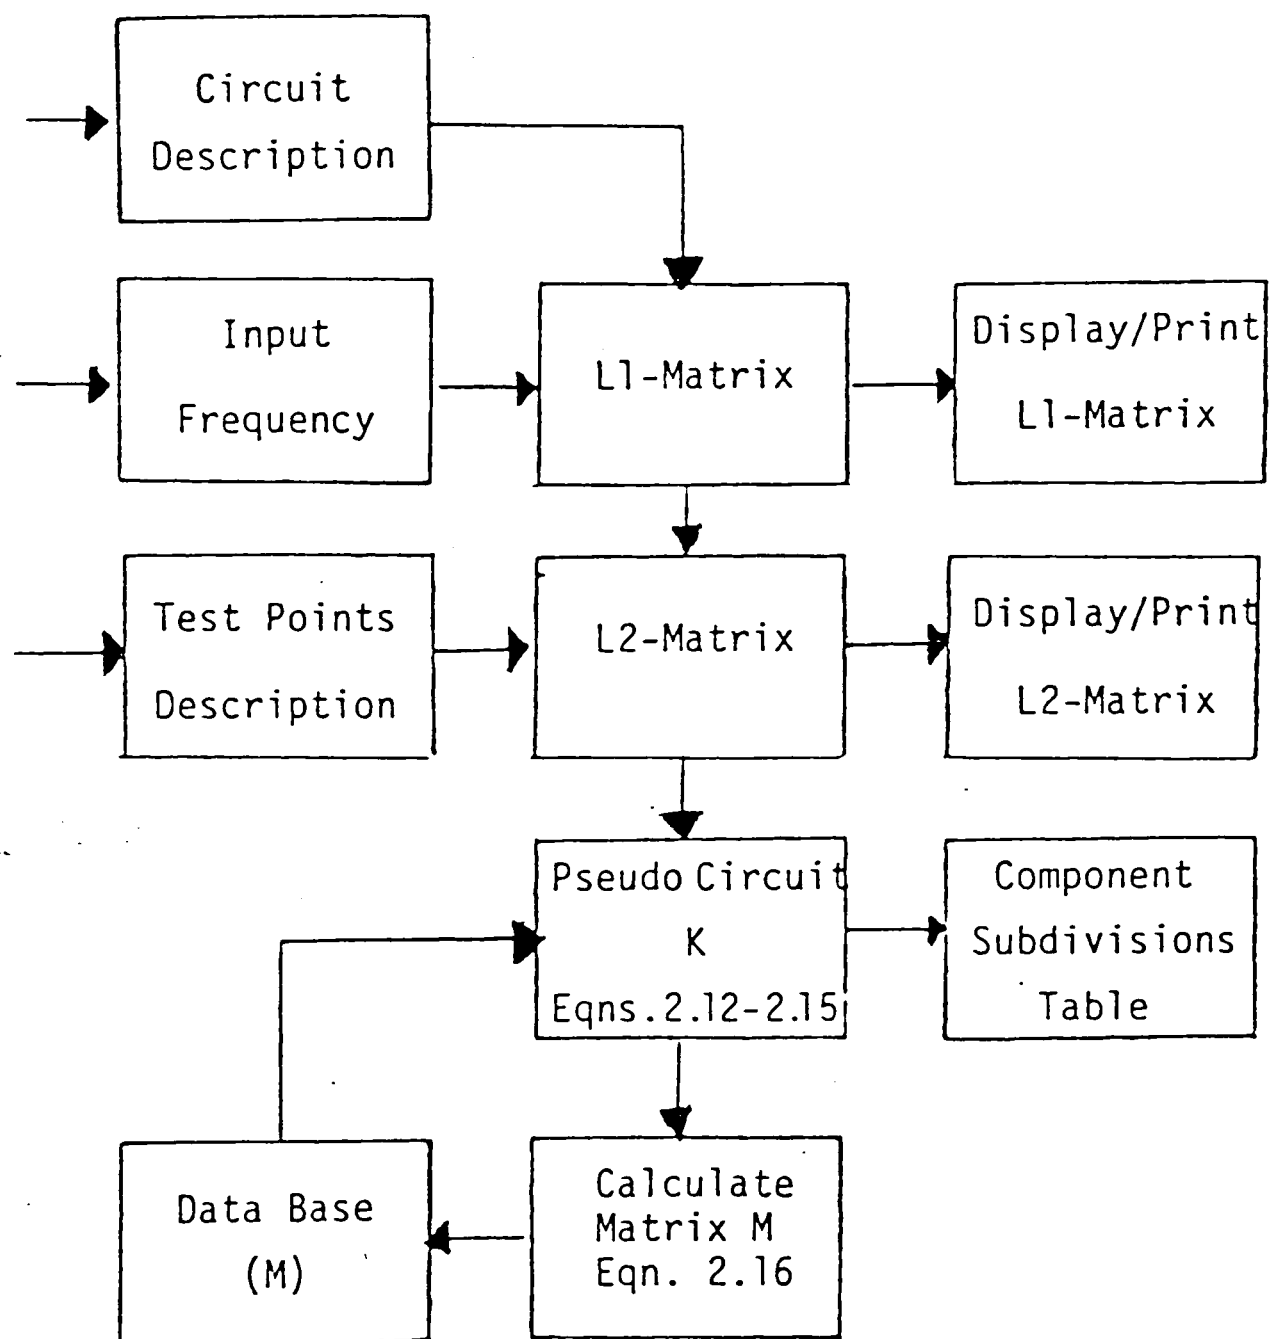 Circuit
Description
Input
Frequency
L1-Matrix
Display/Print
L1-Matrix
Test Points
Description
L2-Matrix
Display/Print
L2-Matrix
Pseudo Circuit
K
Eqns.2.12-2.15
Component
Subdivisions
Table
Data Base
(M)
Calculate
Matrix M
Eqn. 2.16